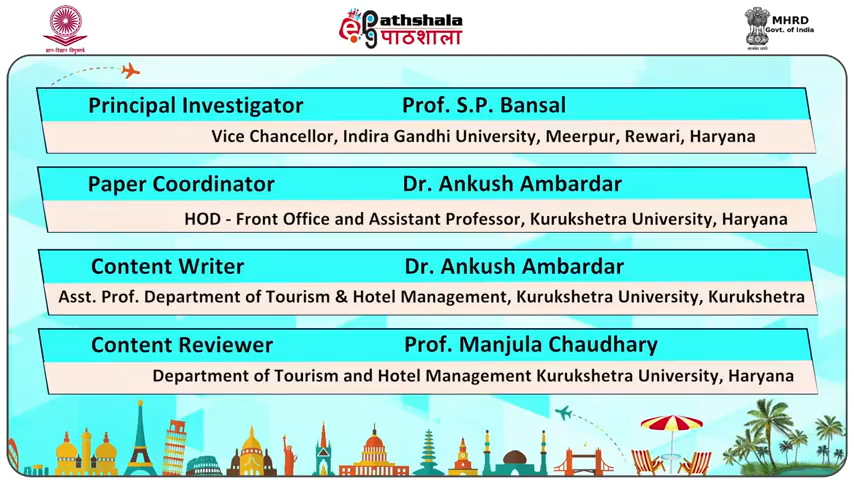 ePathshala
पाठशाला
ज्ञान-विज्ञान विमुक्तये
MHRD
Govt. of India
Principal Investigator Prof. S.P. Bansal
Vice Chancellor, Indira Gandhi University, Meerpur, Rewari, Haryana
Paper Coordinator Dr. Ankush Ambardar
HOD - Front Office and Assistant Professor, Kurukshetra University, Haryana
Content Writer Dr. Ankush Ambardar
Asst. Prof. Department of Tourism & Hotel Management, Kurukshetra University, Kurukshetra
Content Reviewer Prof. Manjula Chaudhary
Department of Tourism and Hotel Management Kurukshetra University, Haryana